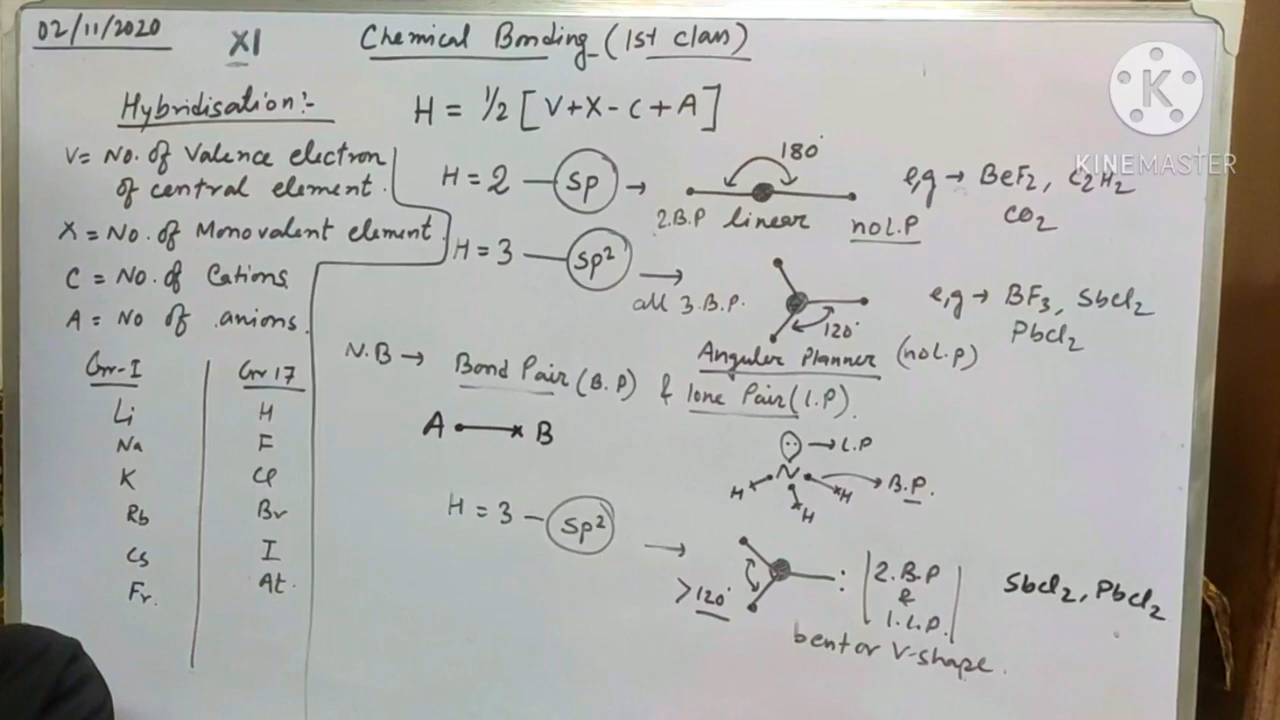 02/11/2020
XI
Chemical Bonding (1st class)
K
KINEMASTER
Hybridisation:-
H = 1/2 [V+X-C+A]
V = No. of Valence electron
of central element.
X = No. of Monovalent element
C = No. of Cations
A = No of anions.
H = 2 — sp →
180°
2.B.P linear no L.P
e,g → BeF2, C2H2
CO2
H = 3 — sp2 →
all 3.B.P.
120°
Anguler Planner (no L.P)
e,g → BF3, SbCl2
PbCl2
N.B → Bond Pair (B.P) & lone Pair (L.P).
A B
→ L.P
N
H H H
B.P.
Gr-I Gr 17
Li H
Na F
K Cl
Rb Br
Cs I
Fr. At.
H = 3 — sp2 →
>120°
:
2.B.P
&
1.L.P.
bent or V-shape.
SbCl2, PbCl2